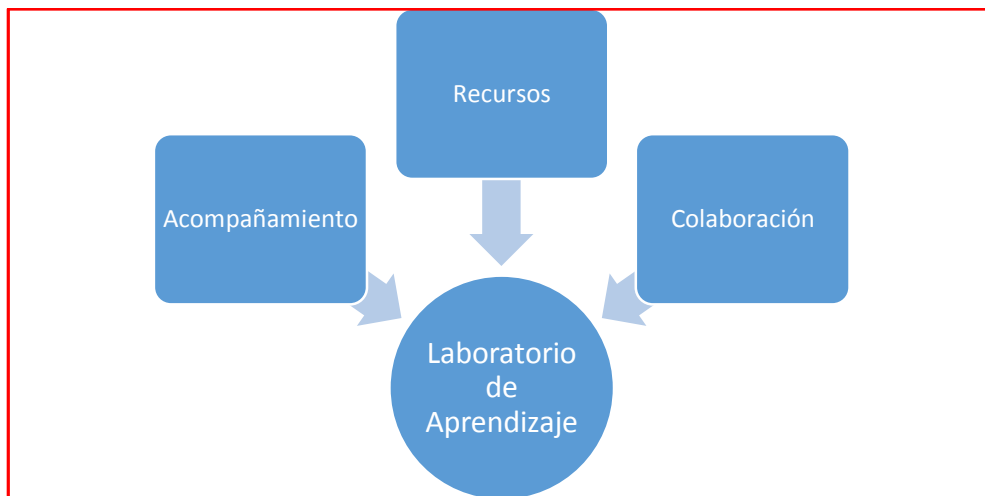 Recursos
Acompañamiento
Colaboración
Laboratorio
de
Aprendizaje